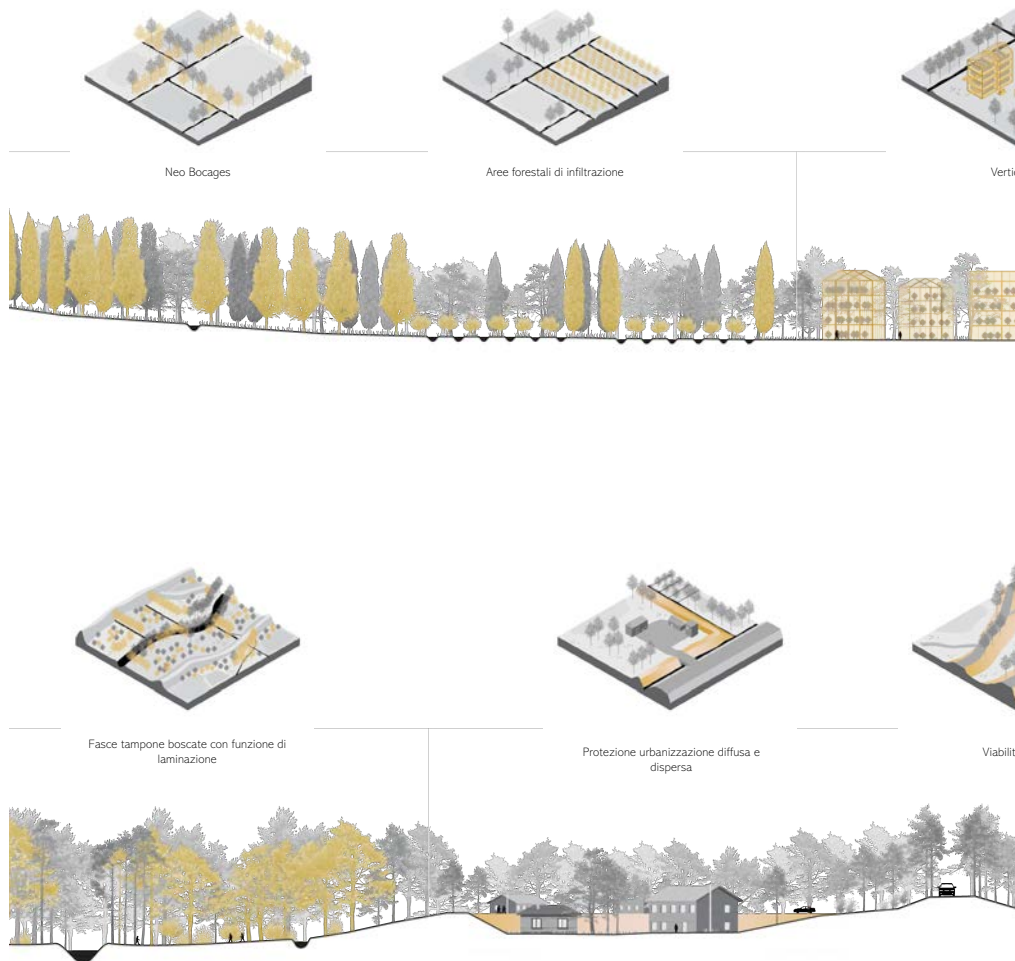 Neo Bocages
Aree forestali di infiltrazione
Fasce tampone boscate con funzione di
laminazione
Protezione urbanizzazione diffusa e
dispersa